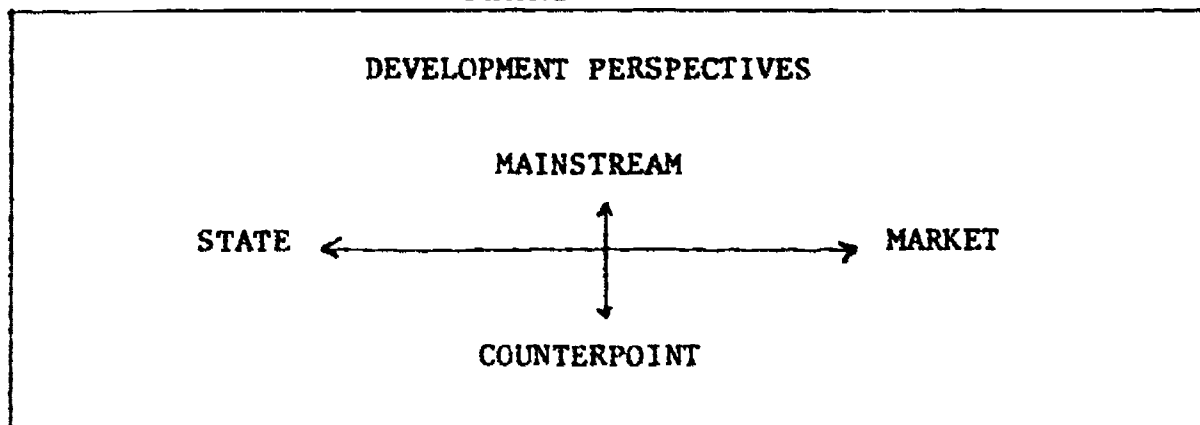 DEVELOPMENT PERSPECTIVES
MAINSTREAM
STATE MARKET
COUNTERPOINT